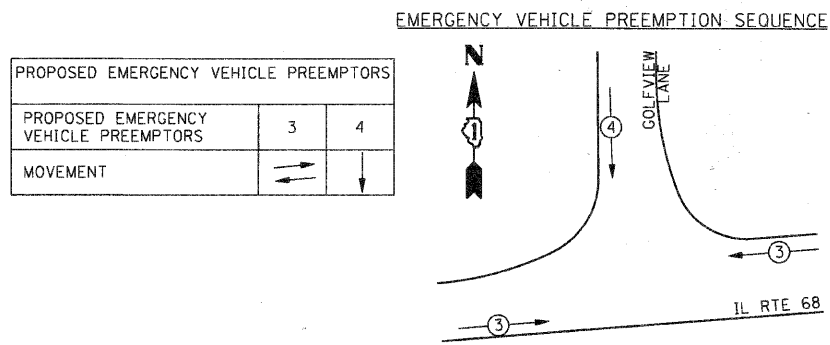 EMERGENCY VEHICLE PREEMPTION SEQUENCE
PROPOSED EMERGENCY VEHICLE PREEMPTORS
PROPOSED EMERGENCY
VEHICLE PREEMPTORS
3
4
MOVEMENT
N
1
4
GOLFVIEW
LANE
3
3
IL RTE 68